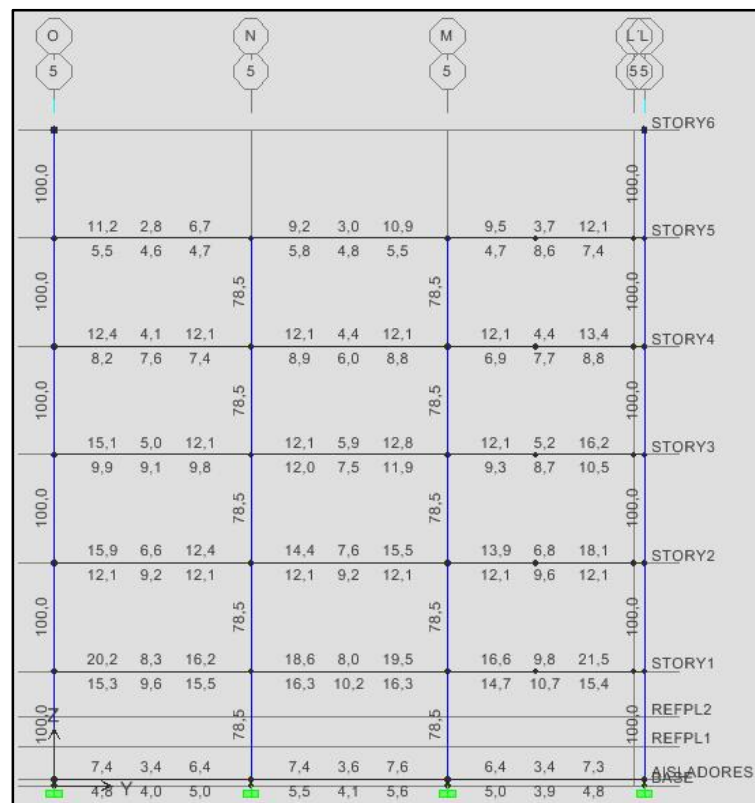 O N M L' L
5 5 5 5 5
STORY6
100,0 100,0
11,2 2,8 6,7 9,2 3,0 10,9 9,5 3,7 12,1 STORY5
5,5 4,6 4,7 5,8 4,8 5,5 4,7 8,6 7,4
100,0 78,5 78,5 100,0
12,4 4,1 12,1 12,1 4,4 12,1 12,1 4,4 13,4 STORY4
8,2 7,6 7,4 8,9 6,0 8,8 6,9 7,7 8,8
100,0 78,5 78,5 100,0
15,1 5,0 12,1 12,1 5,9 12,8 12,1 5,2 16,2 STORY3
9,9 9,1 9,8 12,0 7,5 11,9 9,3 8,7 10,5
100,0 78,5 78,5 100,0
15,9 6,6 12,4 14,4 7,6 15,5 13,9 6,8 18,1 STORY2
12,1 9,2 12,1 12,1 9,2 12,1 12,1 9,6 12,1
100,0 78,5 78,5 100,0
20,2 8,3 16,2 18,6 8,0 19,5 16,6 9,8 21,5 STORY1
15,3 9,6 15,5 16,3 10,2 16,3 14,7 10,7 15,4
REFPL2
100,0 78,5 78,5 100,0
Z
REFPL1
7,4 3,4 6,4 7,4 3,6 7,6 6,4 3,4 7,3 AISLADORES
Y BASE
4,8 4,0 5,0 5,5 4,1 5,6 5,0 3,9 4,8